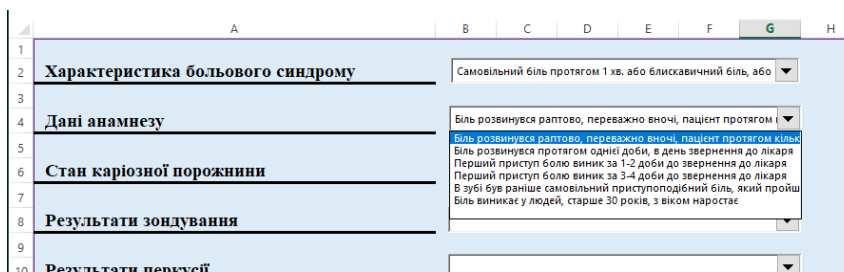 A B C D E F G H
1
2 Характеристика больового синдрому Самовільний біль протягом 1 хв. або блискавичний біль, або
3
4 Дані анамнезу Біль розвинувся раптово, переважно вночі, пацієнт протягом
Біль розвинувся раптово, переважно вночі, пацієнт протягом кільк
5 Біль розвинувся протягом однієї доби, в день звернення до лікаря
Перший приступ болю виник за 1-2 доби до звернення до лікаря
6 Стан каріозної порожнини Перший приступ болю виник за 3-4 доби до звернення до лікаря
В зубі був раніше самовільний приступоподібний біль, який пройш
7 Біль виникає у людей, старше 30 років, з віком наростає
8 Результати зондування
9
10 Результати перкусії